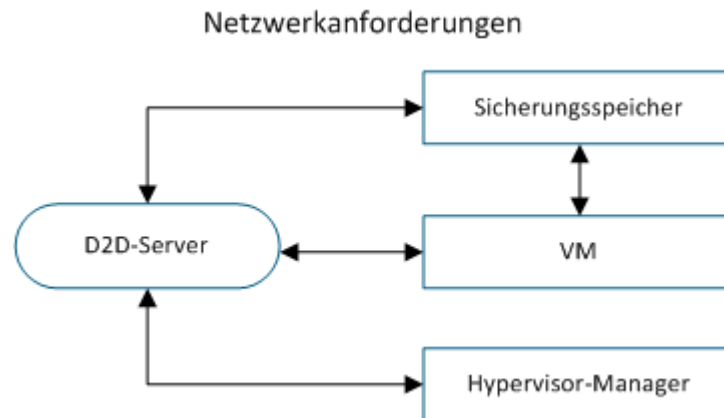 Netzwerkanforderungen
Sicherungsspeicher
D2D-Server
VM
Hypervisor-Manager